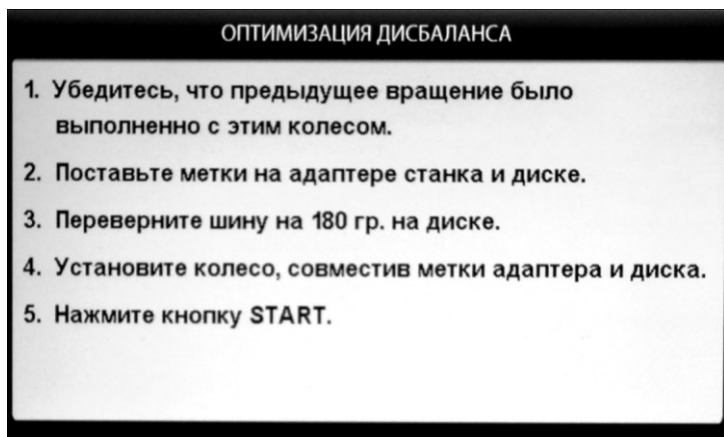 ОПТИМИЗАЦИЯ ДИСБАЛАНСА
1. Убедитесь, что предыдущее вращение было
выполненно с этим колесом.
2. Поставьте метки на адаптере станка и диске.
3. Переверните шину на 180 гр. на диске.
4. Установите колесо, совместив метки адаптера и диска.
5. Нажмите кнопку START.